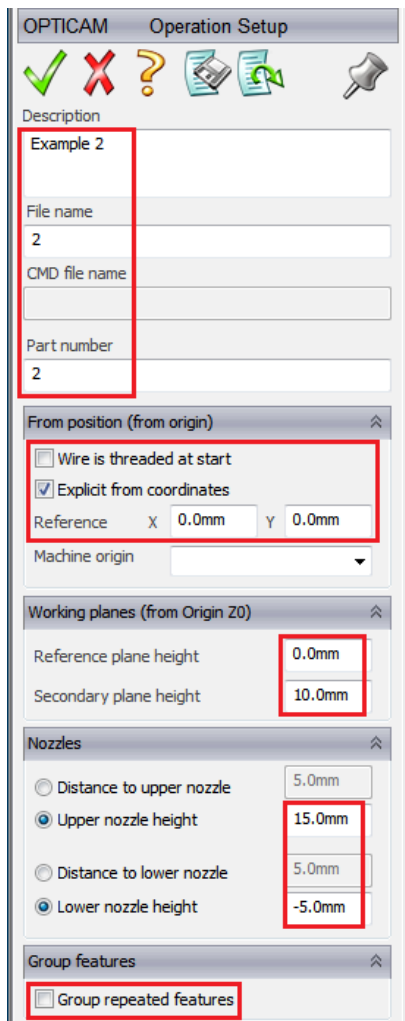 OPTICAM Operation Setup
Description
Example 2
File name
2
CMD file name
Part number
2
From position (from origin)
Wire is threaded at start
Explicit from coordinates
Reference X 0.0mm Y 0.0mm
Machine origin
Working planes (from Origin Z0)
Reference plane height 0.0mm
Secondary plane height 10.0mm
Nozzles
Distance to upper nozzle 5.0mm
Upper nozzle height 15.0mm
Distance to lower nozzle 5.0mm
Lower nozzle height -5.0mm
Group features
Group repeated features